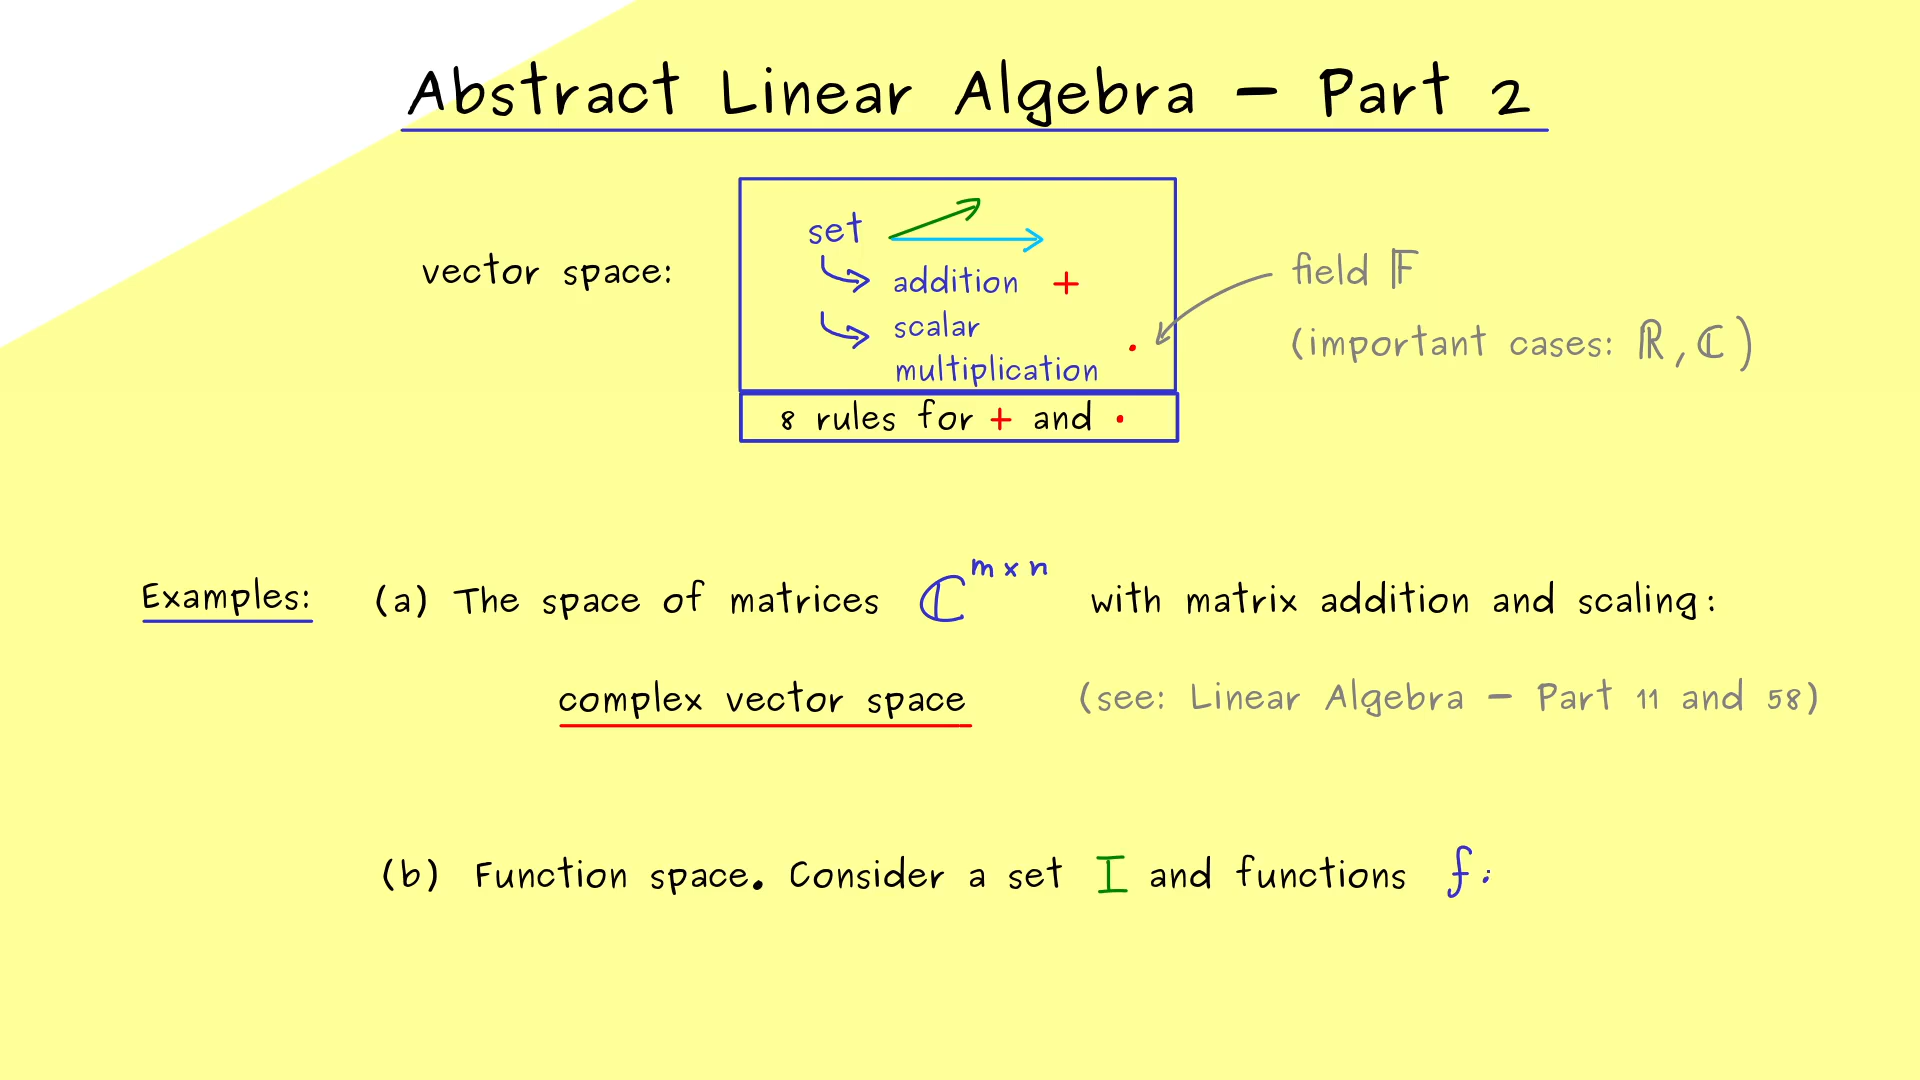 Abstract Linear Algebra – Part 2
vector space:
set
addition +
scalar
multiplication ·
8 rules for + and ·
field 𝔽
(important cases: ℝ, ℂ)
Examples: (a) The space of matrices ℂ^{m×n} with matrix addition and scaling:
complex vector space (see: Linear Algebra – Part 11 and 58)
(b) Function space. Consider a set I and functions f: